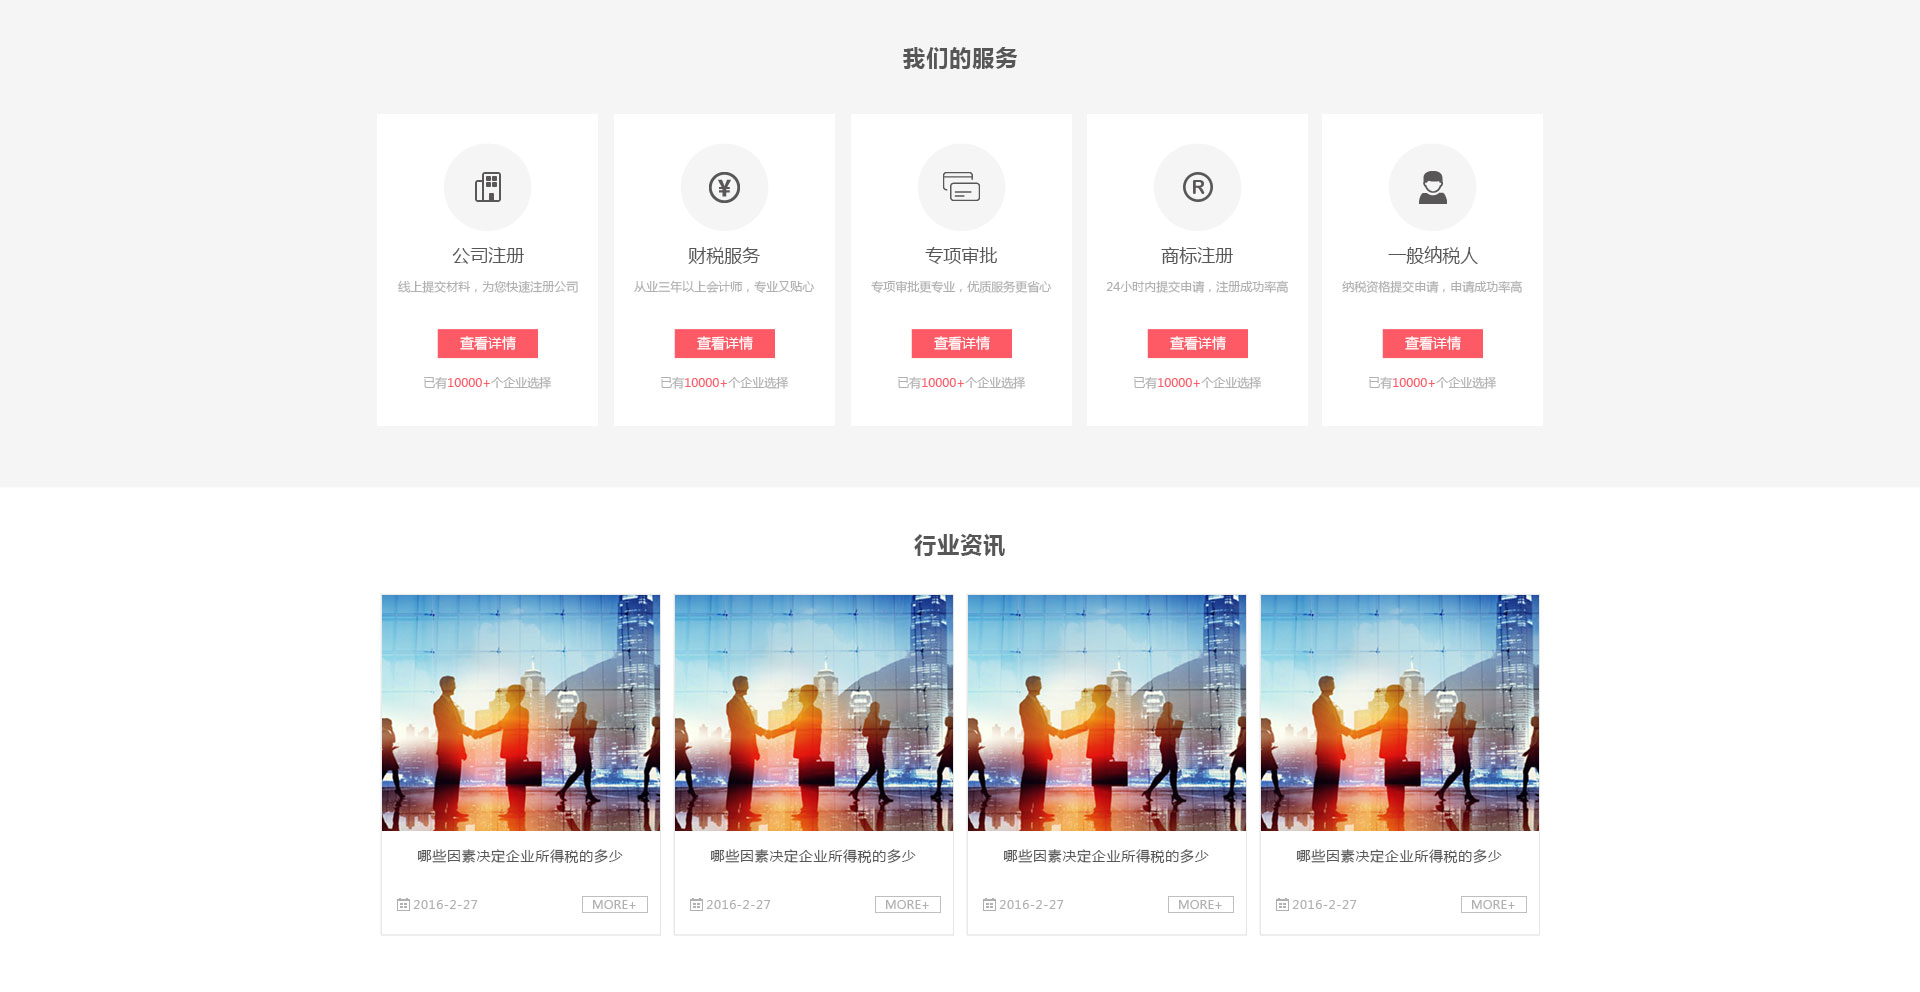 我们的服务
¥
R
公司注册
财税服务
专项审批
商标注册
一般纳税人
线上提交材料，为您快速注册公司
从业三年以上会计师，专业又贴心
专项审批更专业，优质服务更省心
24小时内提交申请，注册成功率高
纳税资格提交申请，申请成功率高
查看详情
查看详情
查看详情
查看详情
查看详情
已有10000+个企业选择
已有10000+个企业选择
已有10000+个企业选择
已有10000+个企业选择
已有10000+个企业选择
行业资讯
哪些因素决定企业所得税的多少
哪些因素决定企业所得税的多少
哪些因素决定企业所得税的多少
哪些因素决定企业所得税的多少
2016-2-27 MORE+
2016-2-27 MORE+
2016-2-27 MORE+
2016-2-27 MORE+